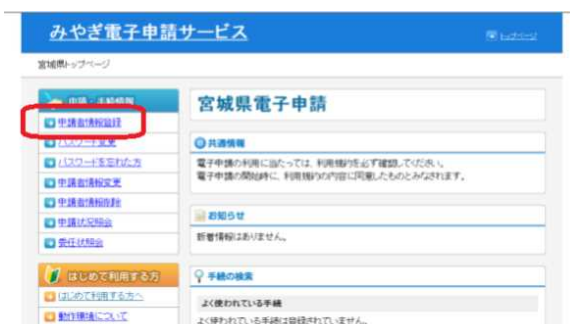 みやぎ電子申請サービス
トップページ
宮城県トップページ
申請・手続情報
申請者情報登録
パスワード変更
パスワードを忘れた方
申請者情報変更
申請者情報削除
申請状況照会
委任状照会
はじめて利用する方
はじめて利用する方へ
動作環境について
宮城県電子申請
共通情報
電子申請の利用に当たっては、利用規約を必ず確認してください。
電子申請の開始時に、利用規約の内容に同意したものとみなされます。
お知らせ
新着情報はありません。
手続の検索
よく使われている手続
よく使われている手続は登録されていません。